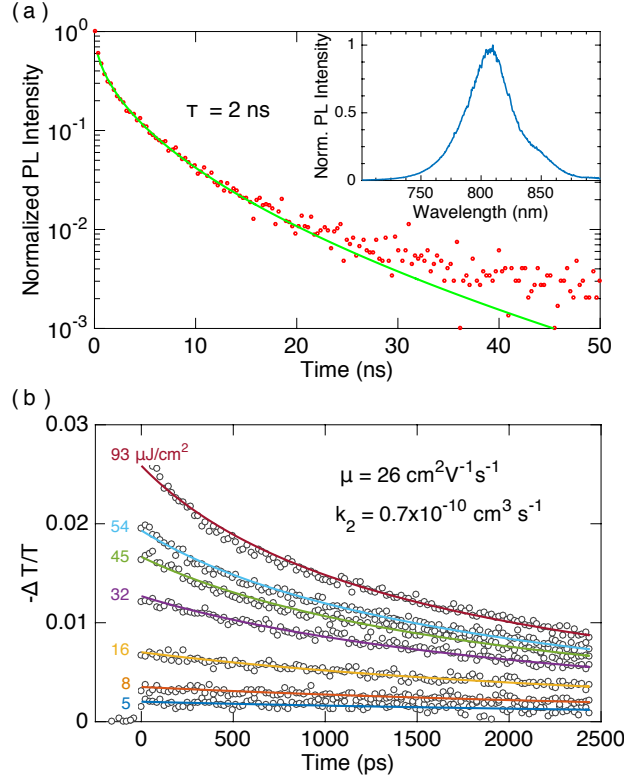 (a)
10⁰
10⁻¹
10⁻²
10⁻³
Normalized PL Intensity
τ = 2 ns
0
10
20
30
40
50
Time (ns)
1
0.5
0
Norm. PL Intensity
750
800
850
Wavelength (nm)
(b)
0.03
0.02
0.01
0
-Δ T/T
93 μJ/cm²
54
45
32
16
8
5
μ = 26 cm²V⁻¹s⁻¹
k₂ = 0.7x10⁻¹⁰ cm³ s⁻¹
0
500
1000
1500
2000
2500
Time (ps)